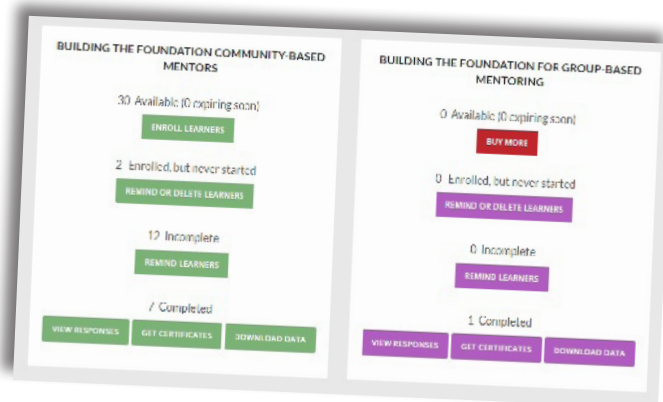 BUILDING THE FOUNDATION COMMUNITY-BASED
MENTORS
30 Available (0 expiring soon)
ENROLL LEARNERS
2 Enrolled, but never started
REMIND OR DELETE LEARNERS
12 Incomplete
REMIND LEARNERS
7 Completed
VIEW RESPONSES GET CERTIFICATES DOWNLOAD DATA
BUILDING THE FOUNDATION FOR GROUP-BASED
MENTORING
0 Available (0 expiring soon)
BUY MORE
0 Enrolled, but never started
REMIND OR DELETE LEARNERS
0 Incomplete
REMIND LEARNERS
1 Completed
VIEW RESPONSES GET CERTIFICATES DOWNLOAD DATA